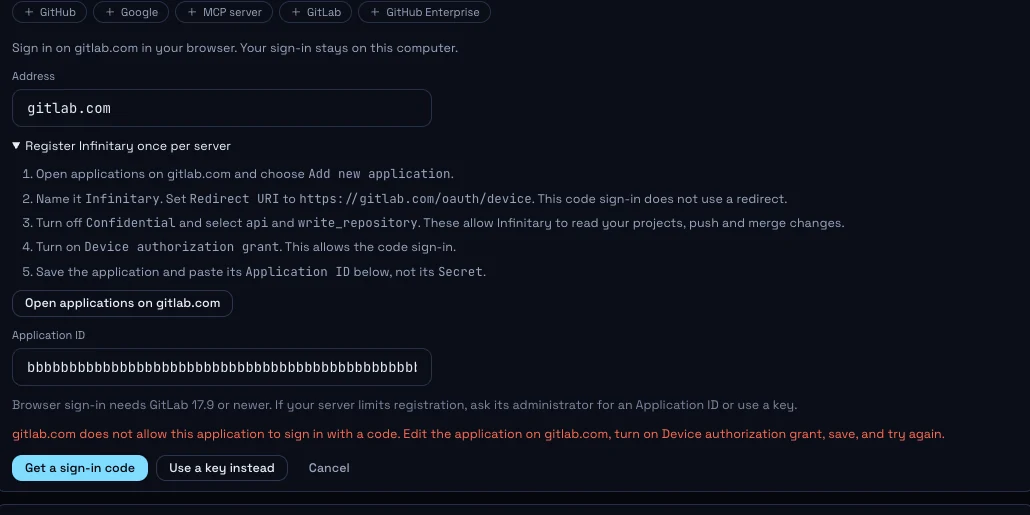 + GitHub + Google + MCP server + GitLab + GitHub Enterprise
Sign in on gitlab.com in your browser. Your sign-in stays on this computer.
Address
gitlab.com
▼ Register Infinitary once per server
1. Open applications on gitlab.com and choose Add new application.
2. Name it Infinitary. Set Redirect URI to https://gitlab.com/oauth/device. This code sign-in does not use a redirect.
3. Turn off Confidential and select api and write_repository. These allow Infinitary to read your projects, push and merge changes.
4. Turn on Device authorization grant. This allows the code sign-in.
5. Save the application and paste its Application ID below, not its Secret.
Open applications on gitlab.com
Application ID
bbbbbbbbbbbbbbbbbbbbbbbbbbbbbbbbbbbbbbbbbbbbbbb
Browser sign-in needs GitLab 17.9 or newer. If your server limits registration, ask its administrator for an Application ID or use a key.
gitlab.com does not allow this application to sign in with a code. Edit the application on gitlab.com, turn on Device authorization grant, save, and try again.
Get a sign-in code Use a key instead Cancel